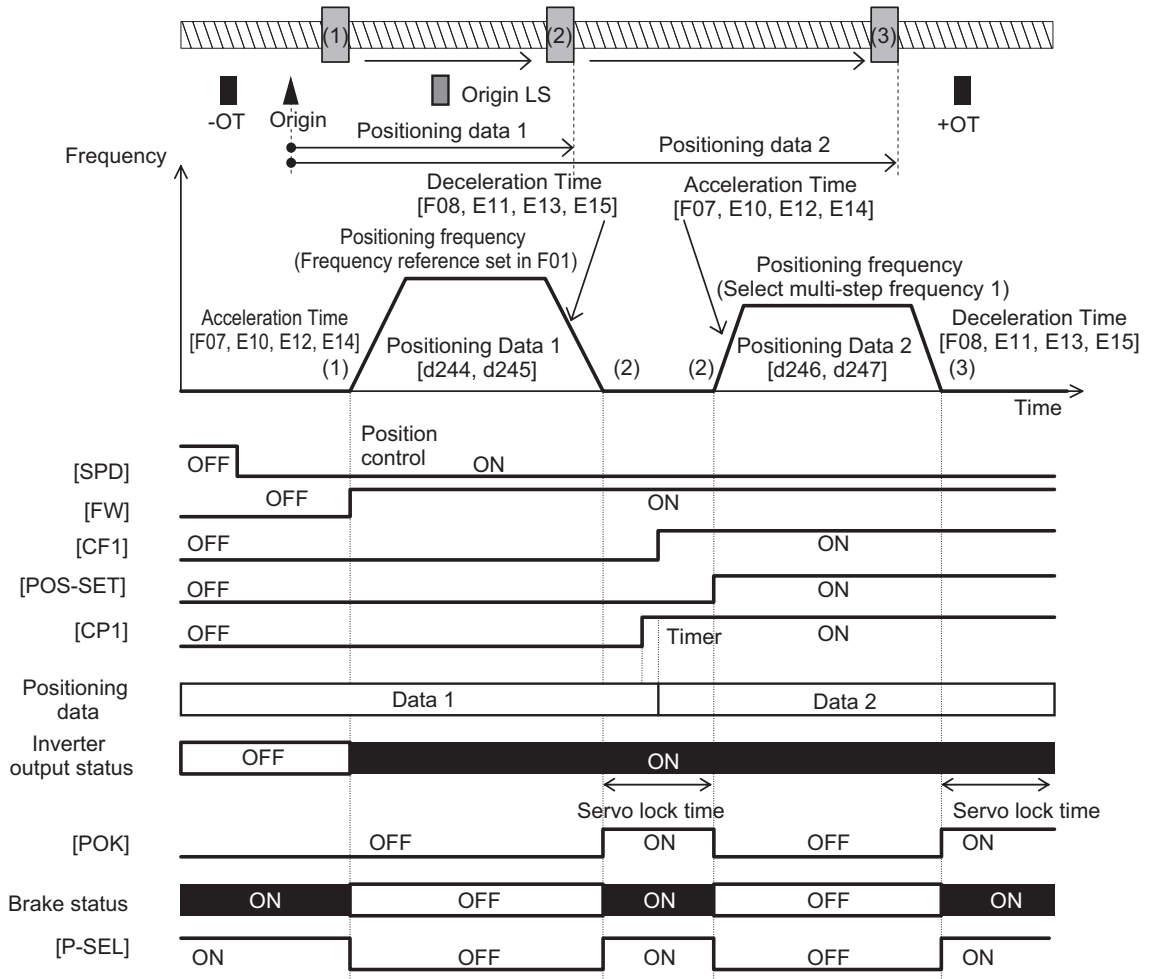 (1)
(2)
(3)
-OT
Origin
Origin LS
+OT
Positioning data 1
Positioning data 2
Frequency
Deceleration Time
[F08, E11, E13, E15]
Acceleration Time
[F07, E10, E12, E14]
Positioning frequency
(Frequency reference set in F01)
Positioning frequency
(Select multi-step frequency 1)
Acceleration Time
[F07, E10, E12, E14]
Deceleration Time
[F08, E11, E13, E15]
Positioning Data 1
[d244, d245]
Positioning Data 2
[d246, d247]
(1)
(2)
(2)
(3)
Time
[SPD]
OFF
Position
control
ON
[FW]
OFF
ON
[CF1]
OFF
ON
[POS-SET]
OFF
ON
[CP1]
OFF
Timer
ON
Positioning
data
Data 1
Data 2
Inverter
output status
OFF
ON
Servo lock time
Servo lock time
[POK]
OFF
ON
OFF
ON
Brake status
ON
OFF
ON
OFF
ON
[P-SEL]
ON
OFF
ON
OFF
ON